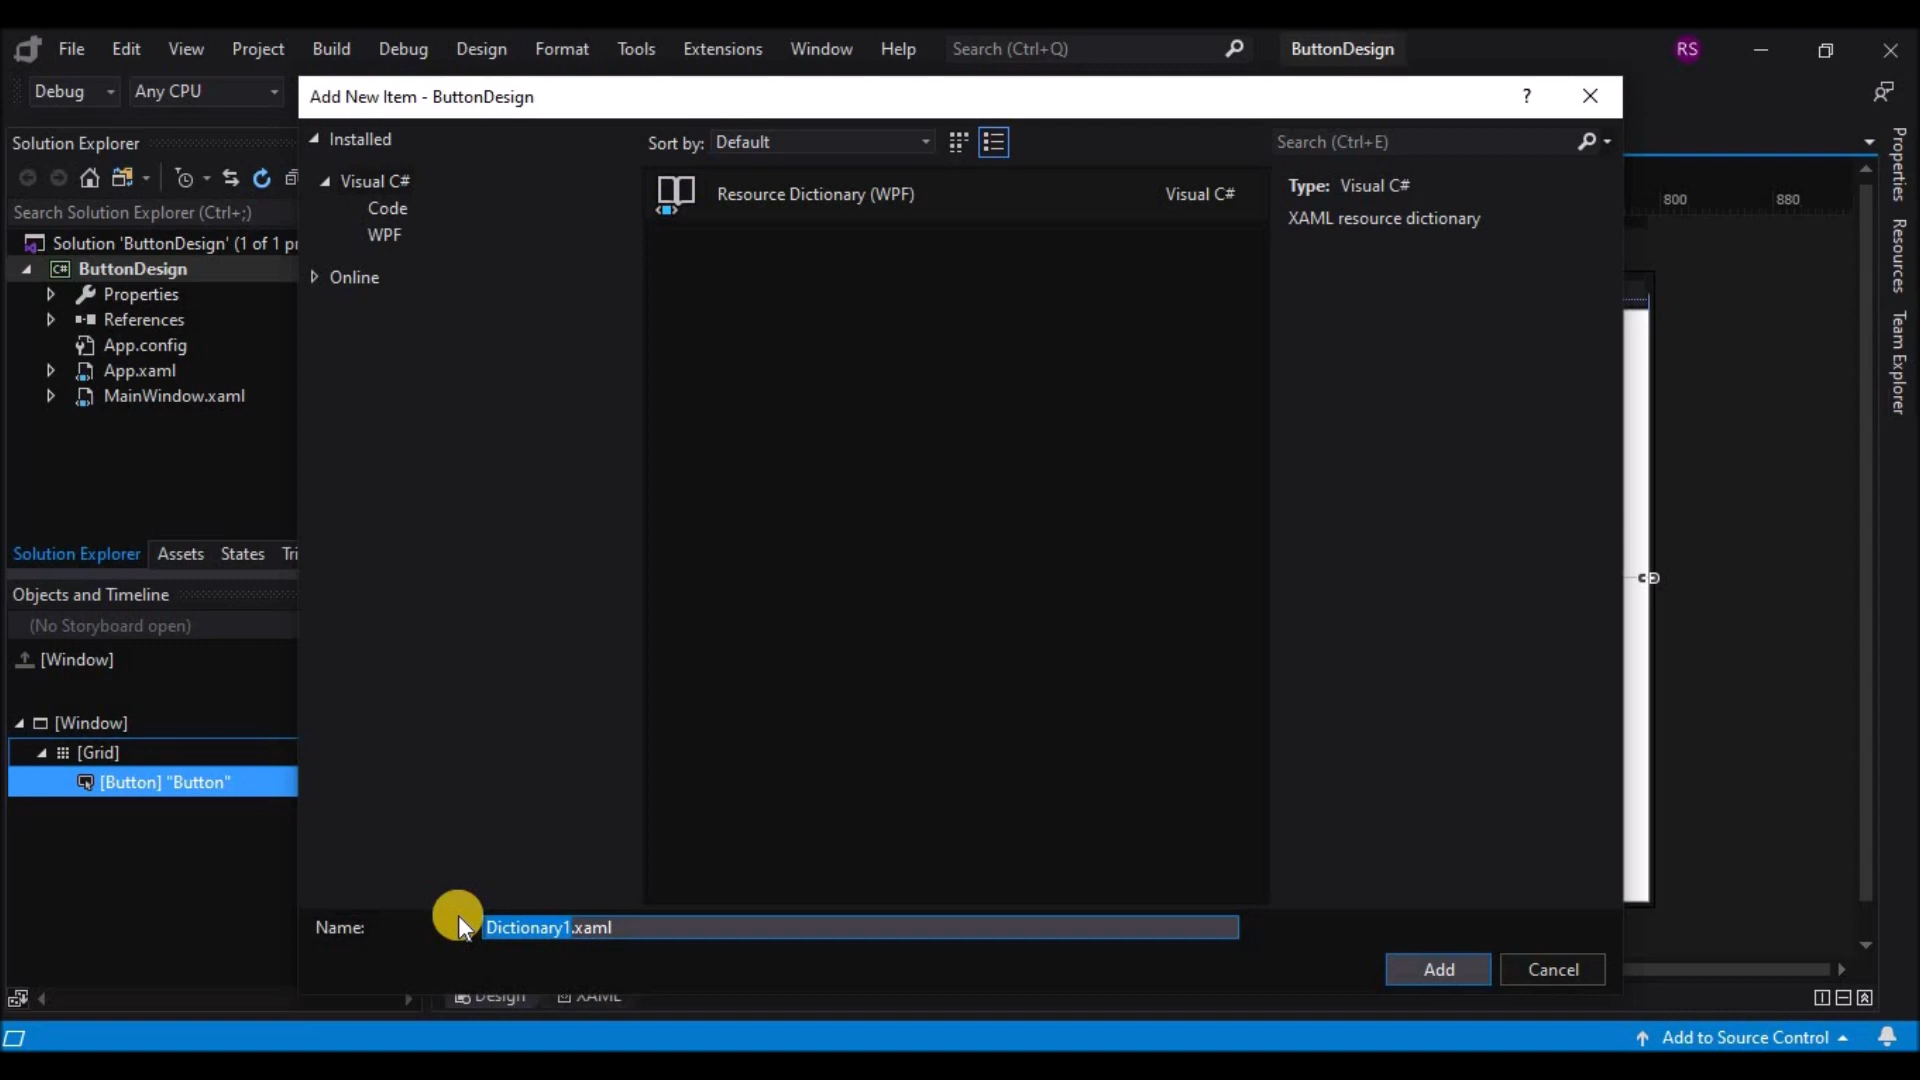 File Edit View Project Build Debug Design Format Tools Extensions Window Help Search (Ctrl+Q) ButtonDesign RS
Debug Any CPU
Add New Item - ButtonDesign ?
Solution Explorer
Search Solution Explorer (Ctrl+;)
Solution 'ButtonDesign' (1 of 1 pr
C# ButtonDesign
Properties
References
App.config
App.xaml
MainWindow.xaml
Solution Explorer Assets States Tri
Objects and Timeline
(No Storyboard open)
[Window]
[Window]
[Grid]
[Button] "Button"
Installed
Visual C#
Code
WPF
Online
Sort by: Default
Resource Dictionary (WPF) Visual C#
Search (Ctrl+E)
Type: Visual C#
XAML resource dictionary
800 880
Properties
Resources
Team Explorer
Name: Dictionary1.xaml
Add Cancel
Design XAML
Add to Source Control